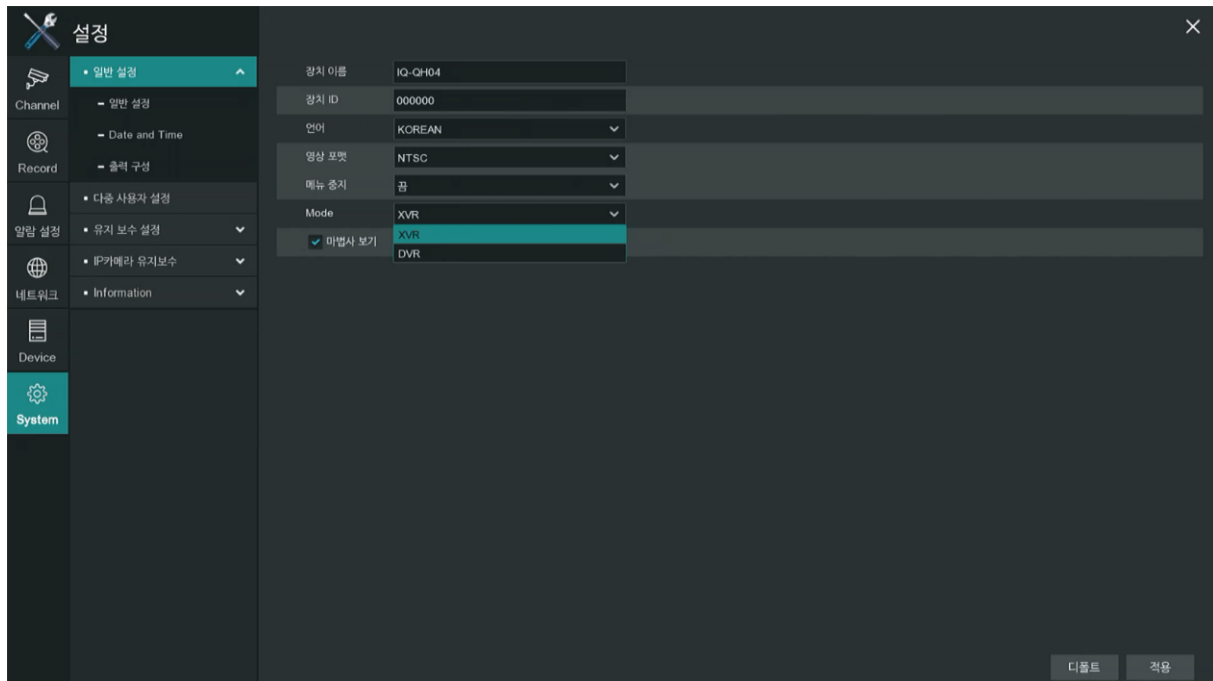 설정
Channel
Record
알람 설정
네트워크
Device
System
일반 설정
일반 설정
Date and Time
출력 구성
다중 사용자 설정
유지 보수 설정
IP카메라 유지보수
Information
장치 이름 IQ-QH04
장치 ID 000000
언어 KOREAN
영상 포맷 NTSC
메뉴 중지 끔
Mode XVR
XVR
마법사 보기
DVR
디폴트 적용